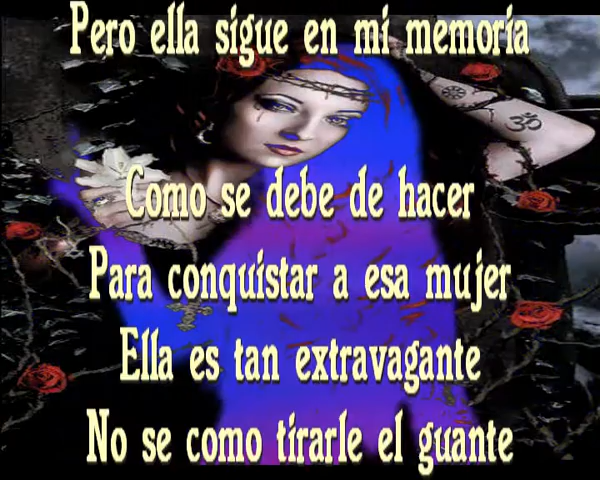 Pero ella sigue en mi memoria
Como se debe de hacer
Para conquistar a esa mujer
Ella es tan extravagante
No se como tirarle el guante